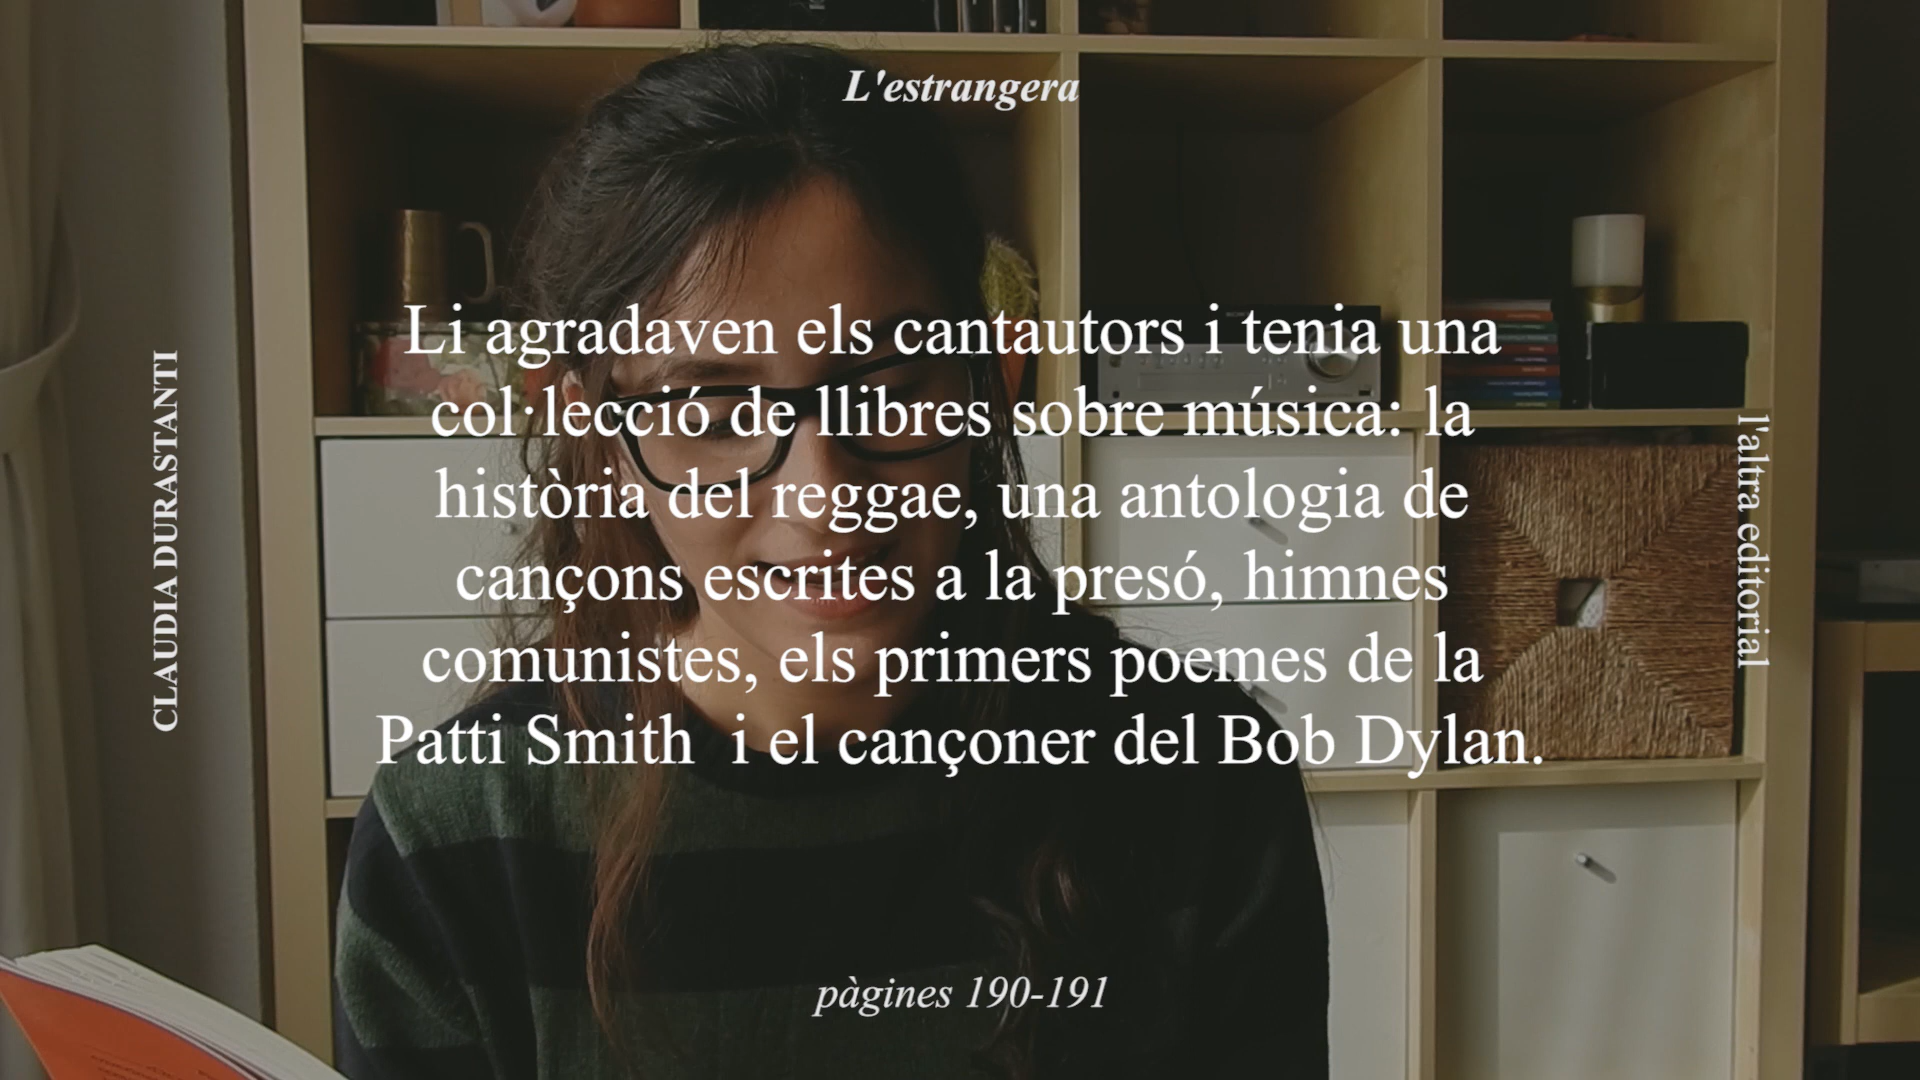 L'estrangera
CLAUDIA DURASTANTI
Li agradaven els cantautors i tenia una
col·lecció de llibres sobre música: la
història del reggae, una antologia de
cançons escrites a la presó, himnes
comunistes, els primers poemes de la
Patti Smith  i el cançoner del Bob Dylan.
l'altra editorial
pàgines 190-191